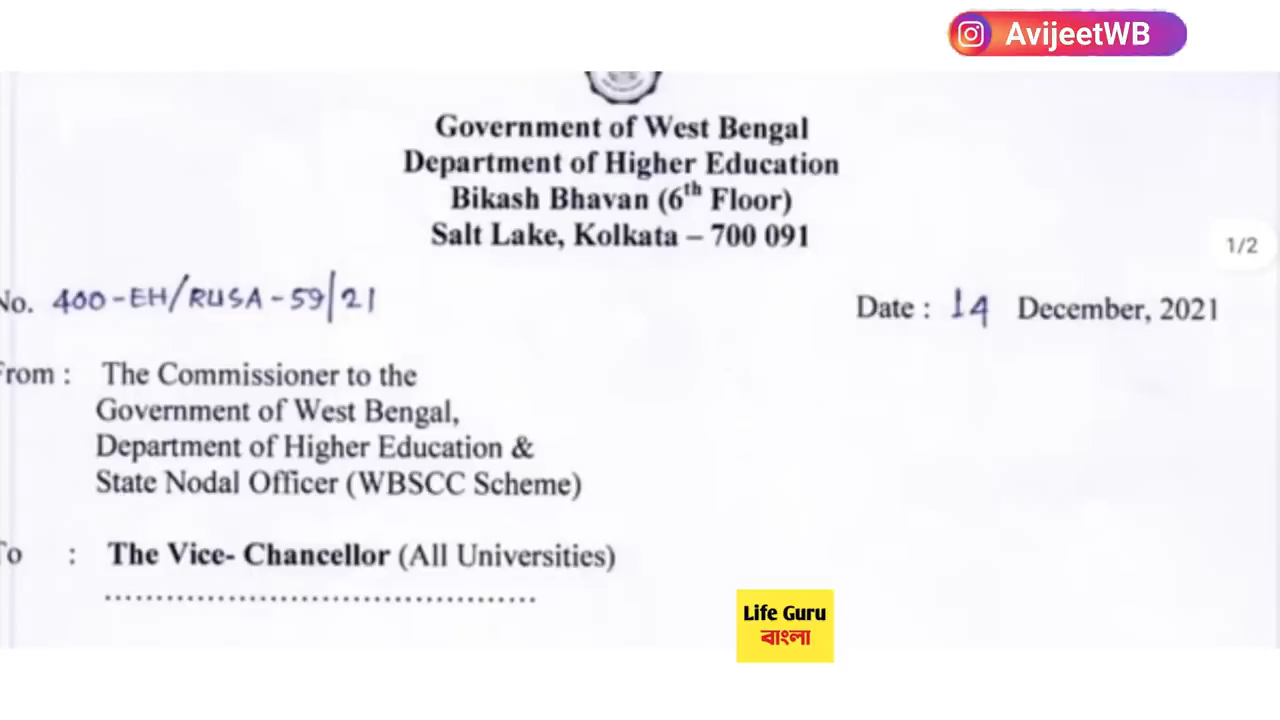 AvijeetWB
Government of West Bengal
Department of Higher Education
Bikash Bhavan (6th Floor)
Salt Lake, Kolkata – 700 091
1/2
No. 400-EH/RUSA-59/21
Date : 14 December, 2021
From : The Commissioner to the
Government of West Bengal,
Department of Higher Education &
State Nodal Officer (WBSCC Scheme)
To : The Vice- Chancellor (All Universities)
..........................................
Life Guru
বাংলা